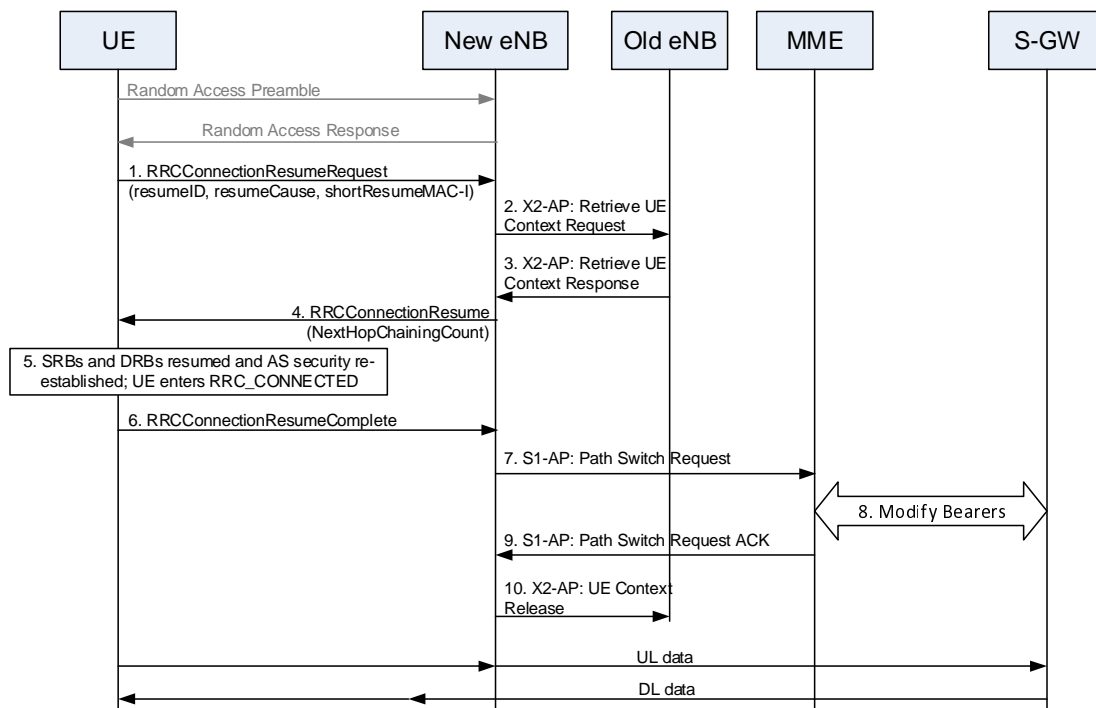 UE
New eNB
Old eNB
MME
S-GW
Random Access Preamble
Random Access Response
1. RRCConnectionResumeRequest
(resumeID, resumeCause, shortResumeMAC-I)
2. X2-AP: Retrieve UE
Context Request
3. X2-AP: Retrieve UE
Context Response
4. RRCConnectionResume
(NextHopChainingCount)
5. SRBs and DRBs resumed and AS security re-
established; UE enters RRC_CONNECTED
6. RRCConnectionResumeComplete
7. S1-AP: Path Switch Request
8. Modify Bearers
9. S1-AP: Path Switch Request ACK
10. X2-AP: UE Context
Release
UL data
DL data